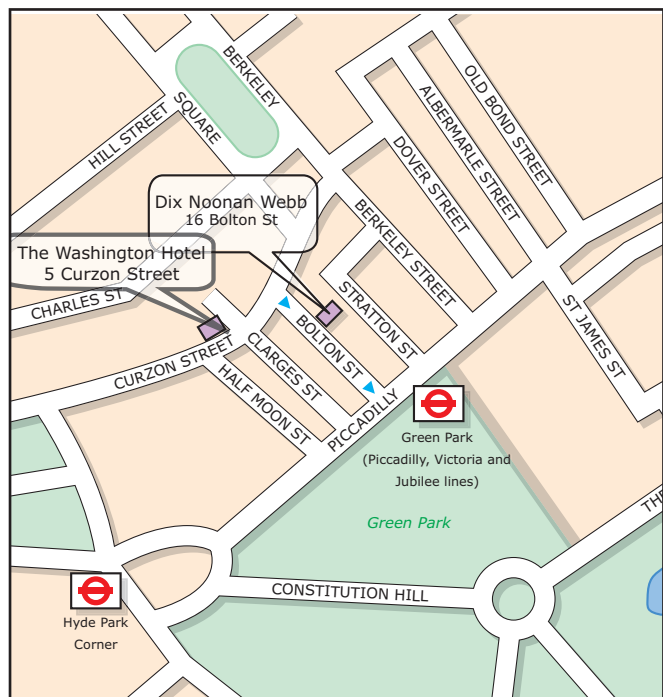 BERKELEY
SQUARE
HILL STREET
OLD BOND STREET
ALBERMARLE STREET
DOVER STREET
Dix Noonan Webb
16 Bolton St
BERKELEY STREET
The Washington Hotel
5 Curzon Street
CHARLES ST
STRATTON ST
ST JAMES ST
BOLTON ST
CURZON STREET
CLARGES ST
HALF MOON ST
PICCADILLY
Green Park
(Piccadilly, Victoria and
Jubilee lines)
THE
Green Park
CONSTITUTION HILL
Hyde Park
Corner